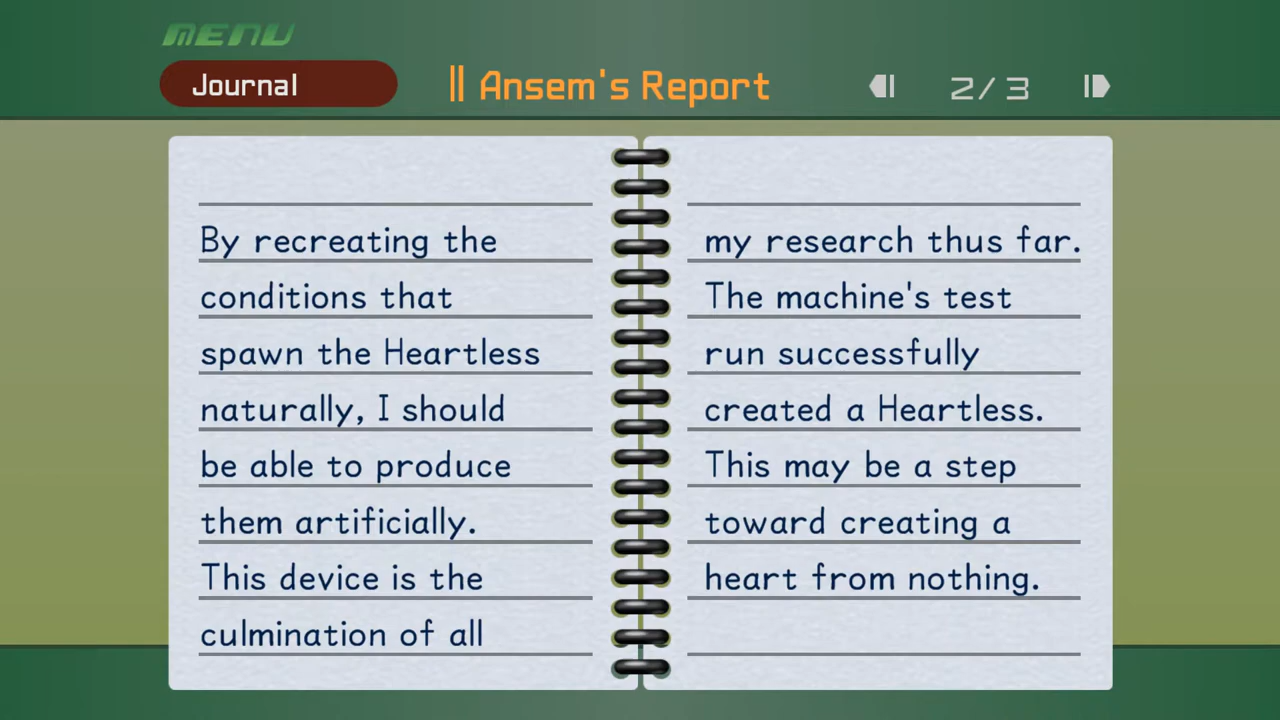 MENU
Journal
Ansem's Report
2/3
By recreating the
conditions that
spawn the Heartless
naturally, I should
be able to produce
them artificially.
This device is the
culmination of all
my research thus far.
The machine's test
run successfully
created a Heartless.
This may be a step
toward creating a
heart from nothing.